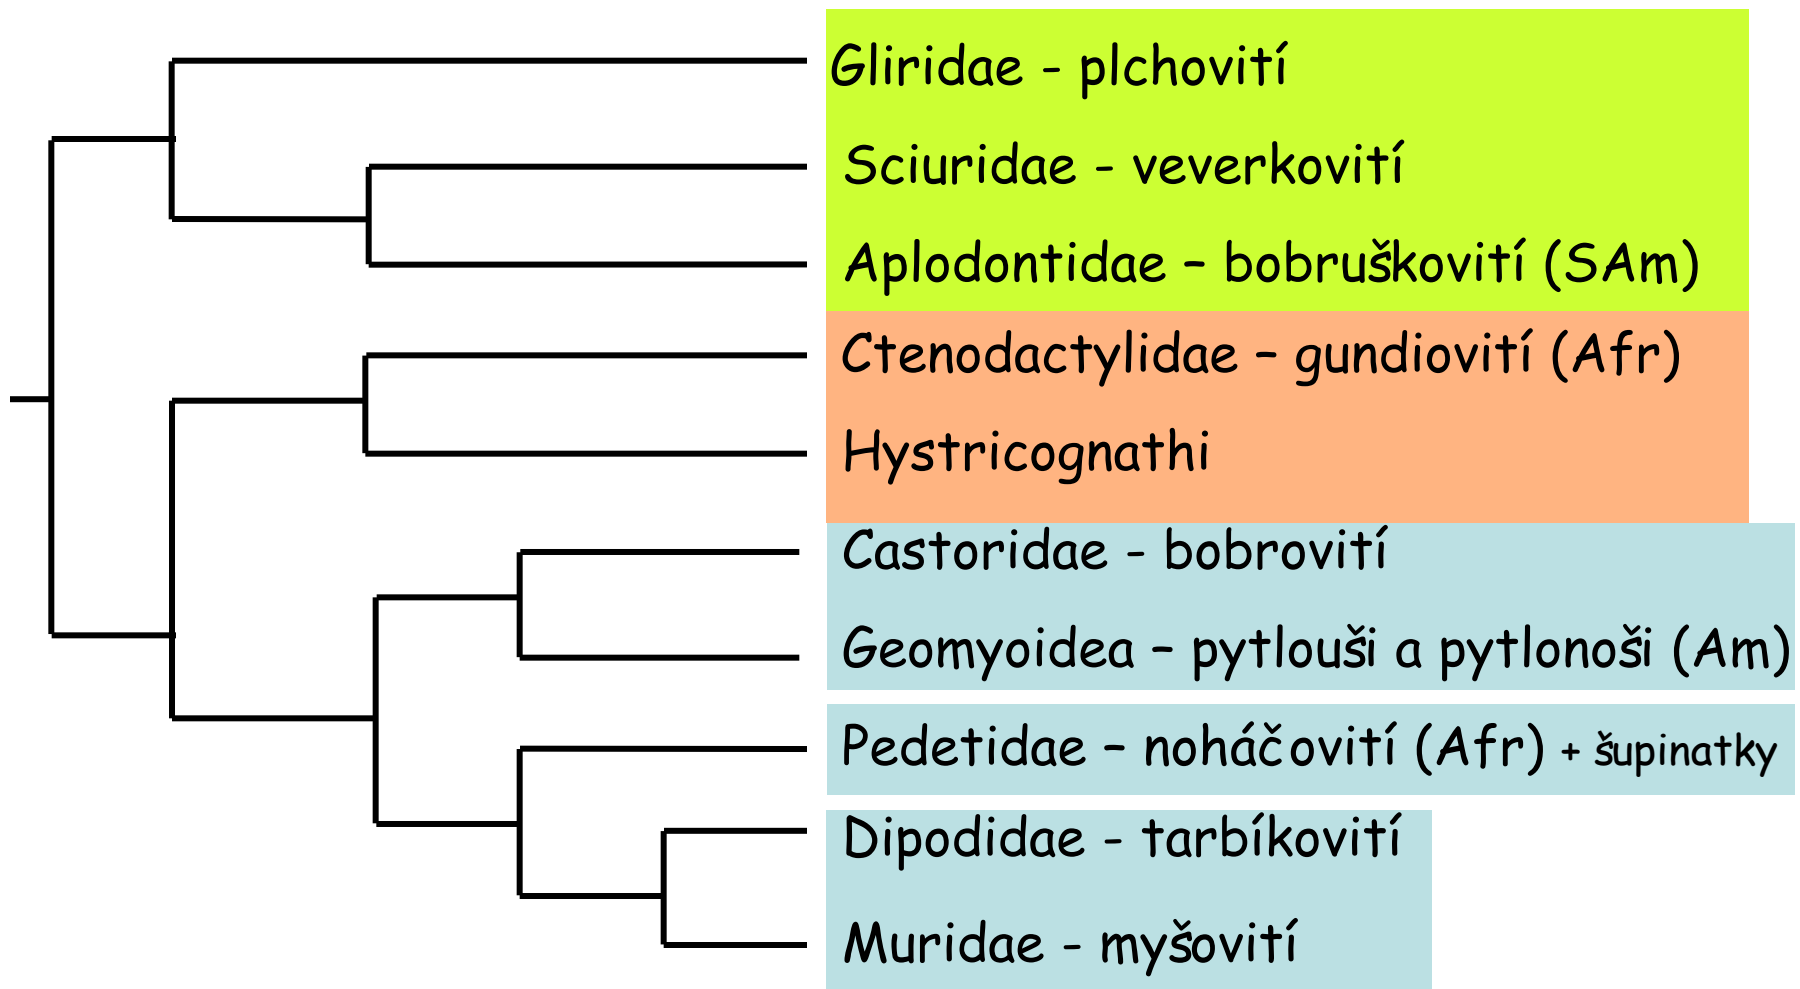 Gliridae - plchovití
Sciuridae - veverkovití
Aplodontidae – bobruškovití (SAm)
Ctenodactylidae – gundiovití (Afr)
Hystricognathi
Castoridae - bobrovití
Geomyoidea – pytlouši a pytlonoši (Am)
Pedetidae – noháčovití (Afr) + šupinatky
Dipodidae - tarbíkovití
Muridae - myšovití